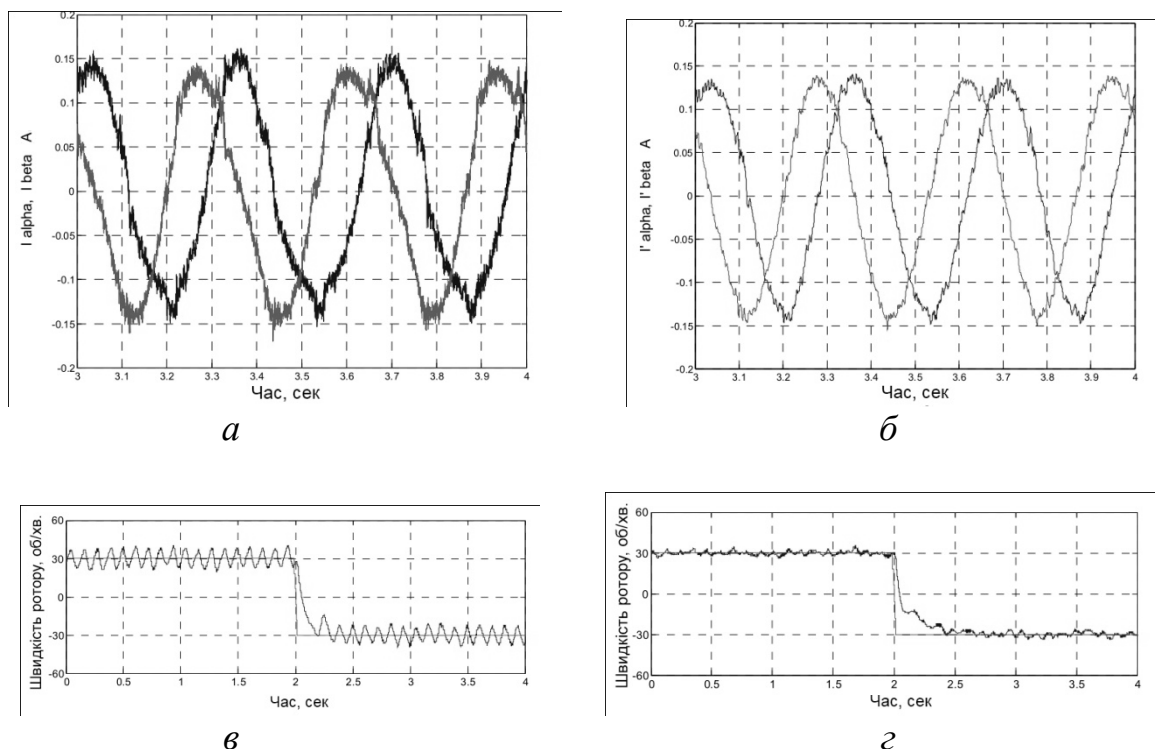 0.2
0.15
0.1
0.05
0
-0.05
-0.1
-0.15
-0.2
I alpha, I beta A
3 3.1 3.2 3.3 3.4 3.5 3.6 3.7 3.8 3.9 4
Час, сек
а
0.2
0.15
0.1
0.05
0
-0.05
-0.1
-0.15
-0.2
I' alpha, I' beta A
3 3.1 3.2 3.3 3.4 3.5 3.6 3.7 3.8 3.9 4
Час, сек
б
60
30
0
-30
-60
Швидкість ротору, об/хв.
0 0.5 1 1.5 2 2.5 3 3.5 4
Час, сек
в
60
30
0
-30
-60
Швидкість ротору, об/хв.
0 0.5 1 1.5 2 2.5 3 3.5 4
Час, сек
г